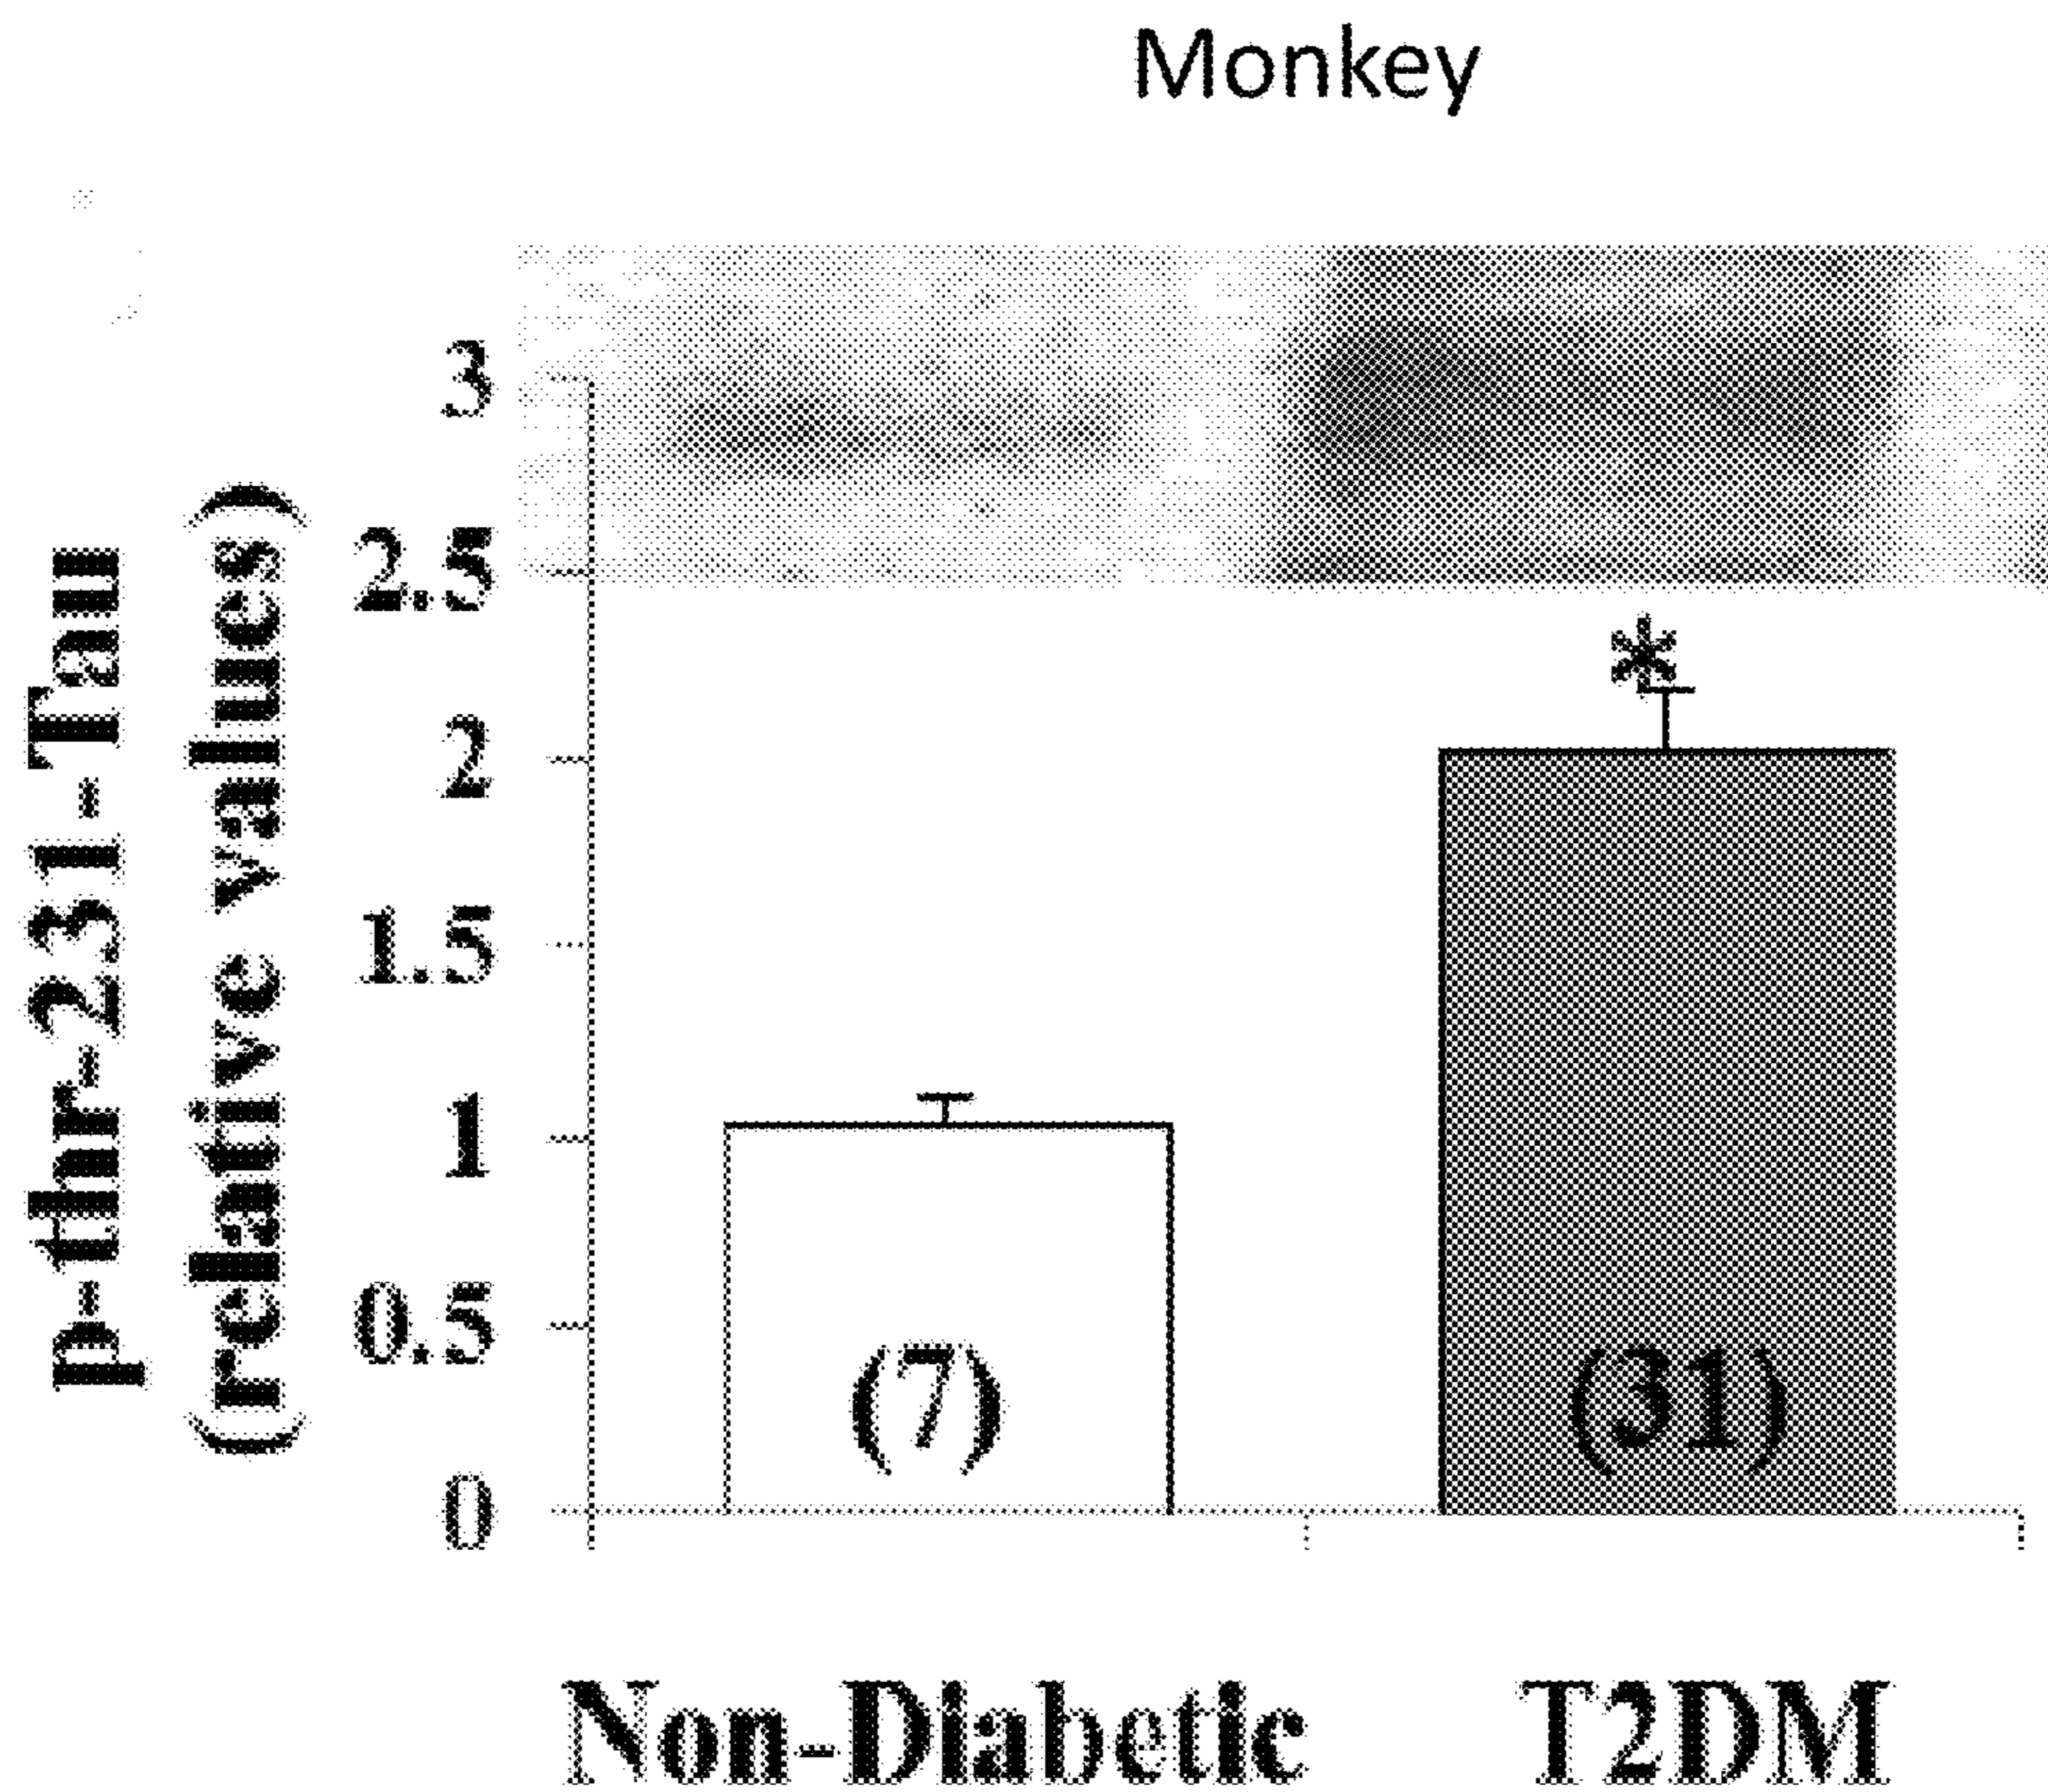 Monkey
p-thr-231-Tau
(relative values)
3
2.5
2
1.5
1
0.5
0
*
(7)
(31)
Non-Diabetic
T2DM